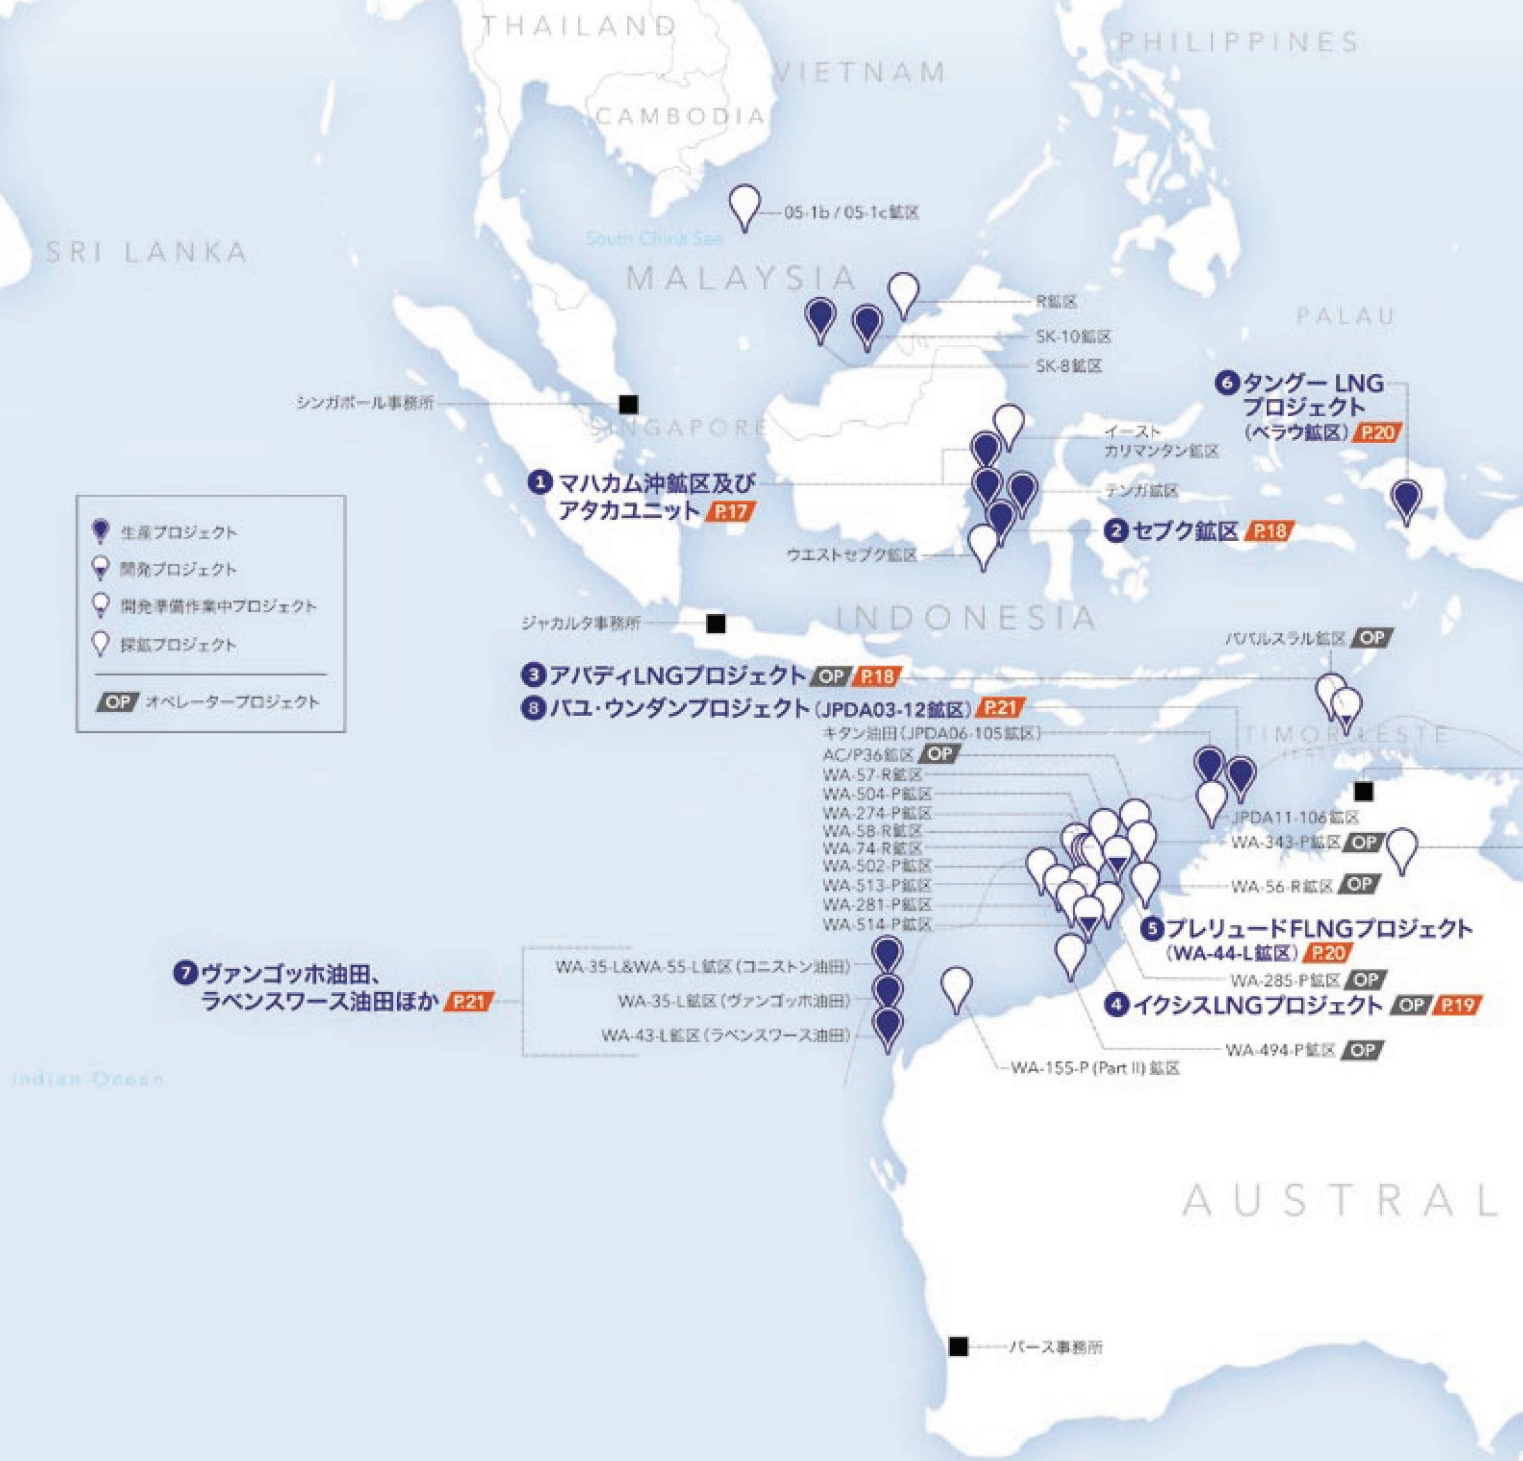 THAILAND
PHILIPPINES
VIETNAM
CAMBODIA
05-1b / 05-1c鉱区
South China Sea
SRI LANKA
MALAYSIA
R鉱区
PALAU
SK-10鉱区
SK-8鉱区
❻タングー LNG
プロジェクト
(ベラウ鉱区) P.20
シンガポール事務所
SINGAPORE
イースト
カリマンタン鉱区
❶マハカム沖鉱区及び
アタカユニット P.17
テンガ鉱区
❷セブク鉱区 P.18
ウエストセブク鉱区
生産プロジェクト
開発プロジェクト
開発準備作業中プロジェクト
探鉱プロジェクト
OP オペレータープロジェクト
INDONESIA
ジャカルタ事務所
ババルスラル鉱区 OP
❸アバディLNGプロジェクト OP P.18
❽バユ・ウンダンプロジェクト(JPDA03-12鉱区) P.21
TIMOR LESTE
キタン油田(JPDA06-105鉱区)
AC/P36鉱区 OP
WA-57-R鉱区
WA-504-P鉱区
WA-274-P鉱区
WA-58-R鉱区
WA-74-R鉱区
WA-502-P鉱区
WA-513-P鉱区
WA-281-P鉱区
WA-514-P鉱区
JPDA11-106鉱区
WA-343-P鉱区 OP
WA-56-R鉱区 OP
❺プレリュードFLNGプロジェクト
(WA-44-L鉱区) P.20
WA-285-P鉱区 OP
❹イクシスLNGプロジェクト OP P.19
WA-494-P鉱区 OP
WA-155-P (Part II) 鉱区
❼ヴァンゴッホ油田、
ラベンスワース油田ほか P.21
WA-35-L&WA-55-L鉱区(コニストン油田)
WA-35-L鉱区(ヴァンゴッホ油田)
WA-43-L鉱区(ラベンスワース油田)
Indian Ocean
AUSTRAL
パース事務所